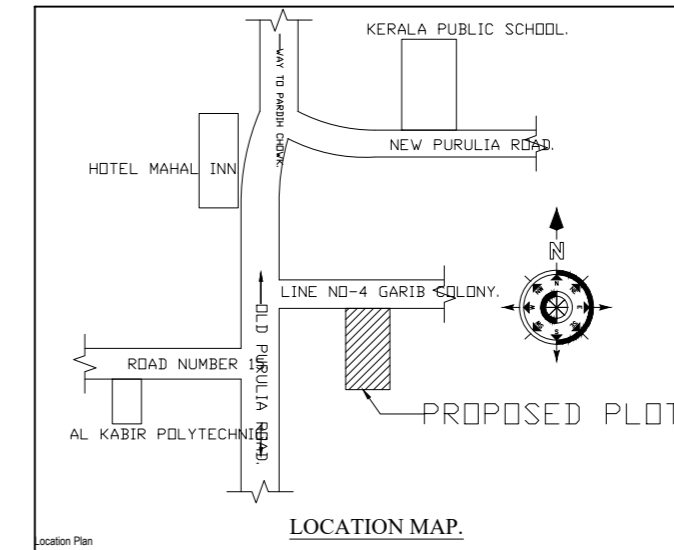 KERALA PUBLIC SCHOOL.
WAY TO PARDIH CHOWK.
NEW PURULIA ROAD.
HOTEL MAHAL INN
N
LINE NO-4 GARIB COLONY.
N
E
S
W
OLD PURULIA ROAD.
ROAD NUMBER 1
AL KABIR POLYTECHNIC
PROPOSED PLOT
LOCATION MAP.
Location Plan